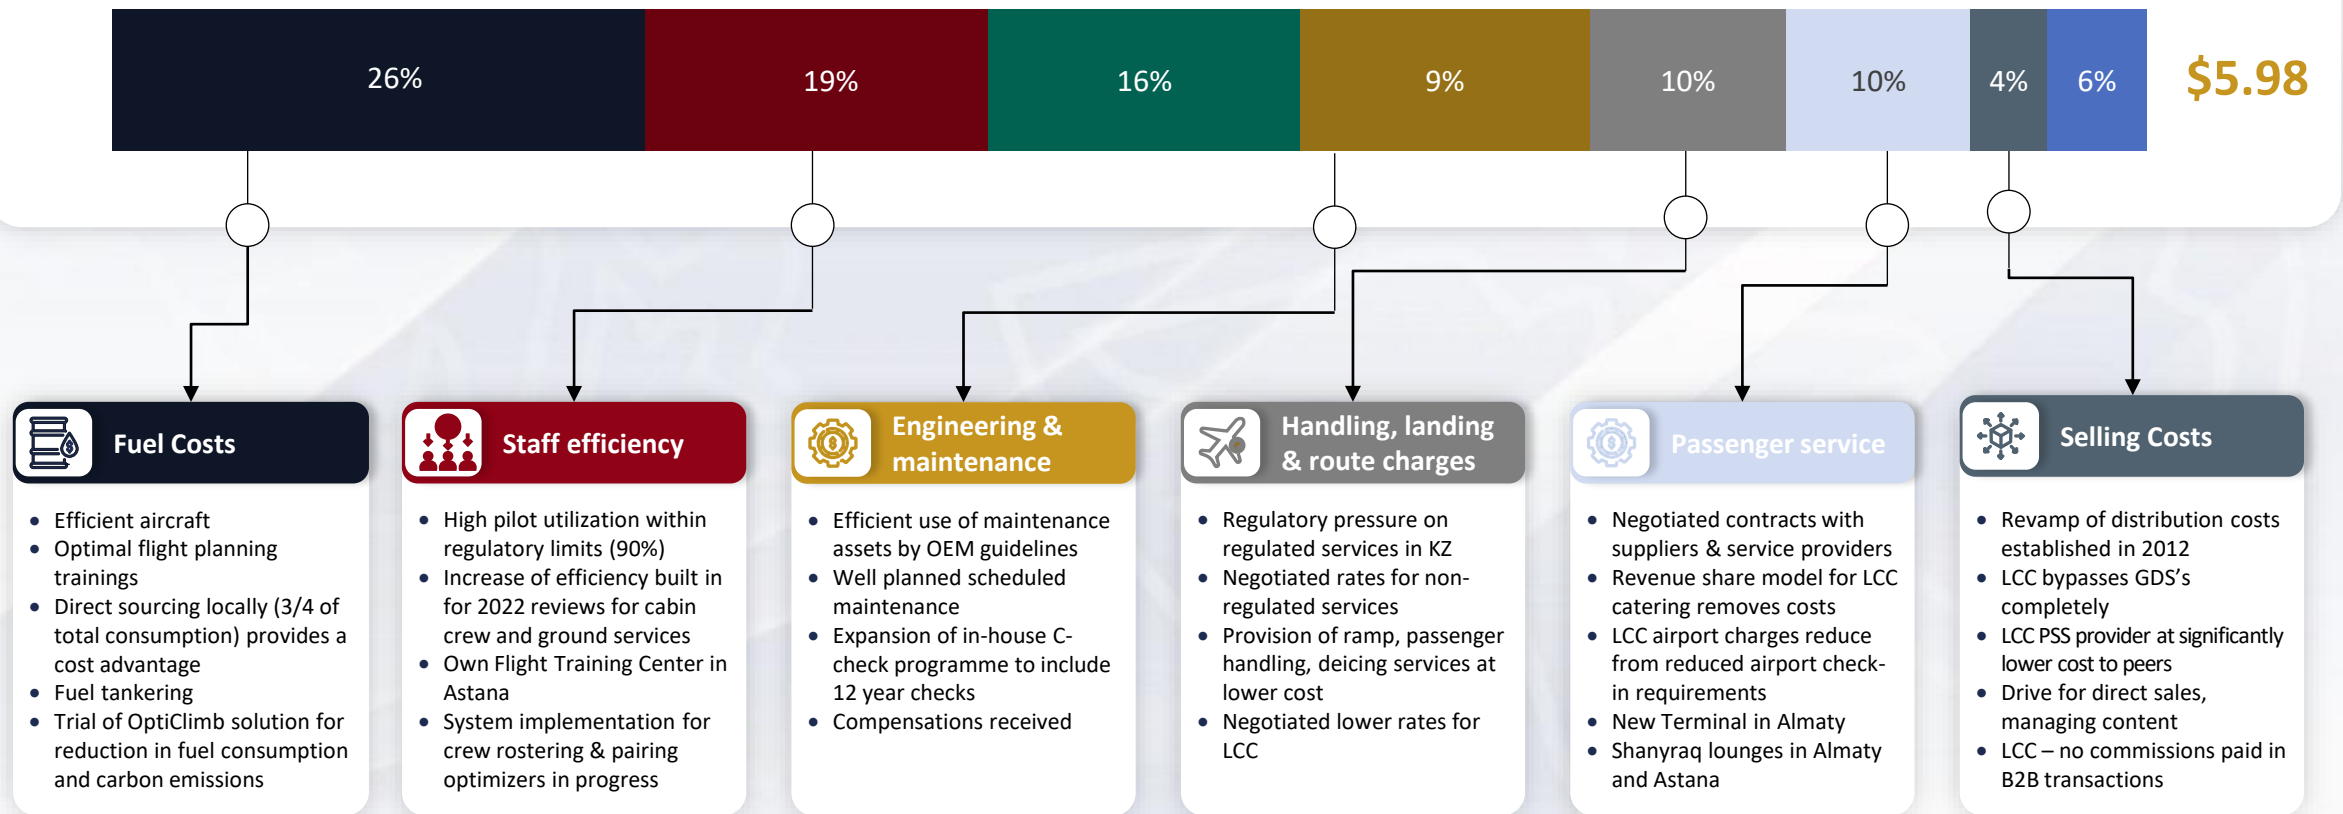 26%
19%
16%
9%
10%
10%
4%
6%
$5.98
Fuel Costs
• Efficient aircraft
• Optimal flight planning
trainings
• Direct sourcing locally (3/4 of
total consumption) provides a
cost advantage
• Fuel tankering
• Trial of OptiClimb solution for
reduction in fuel consumption
and carbon emissions
Staff efficiency
• High pilot utilization within
regulatory limits (90%)
• Increase of efficiency built in
for 2022 reviews for cabin
crew and ground services
• Own Flight Training Center in
Astana
• System implementation for
crew rostering & pairing
optimizers in progress
Engineering &
maintenance
• Efficient use of maintenance
assets by OEM guidelines
• Well planned scheduled
maintenance
• Expansion of in-house C-
check programme to include
12 year checks
• Compensations received
Handling, landing
& route charges
• Regulatory pressure on
regulated services in KZ
• Negotiated rates for non-
regulated services
• Provision of ramp, passenger
handling, deicing services at
lower cost
• Negotiated lower rates for
LCC
Passenger service
• Negotiated contracts with
suppliers & service providers
• Revenue share model for LCC
catering removes costs
• LCC airport charges reduce
from reduced airport check-
in requirements
• New Terminal in Almaty
• Shanyraq lounges in Almaty
and Astana
Selling Costs
• Revamp of distribution costs
established in 2012
• LCC bypasses GDS's
completely
• LCC PSS provider at significantly
lower cost to peers
• Drive for direct sales,
managing content
• LCC – no commissions paid in
B2B transactions